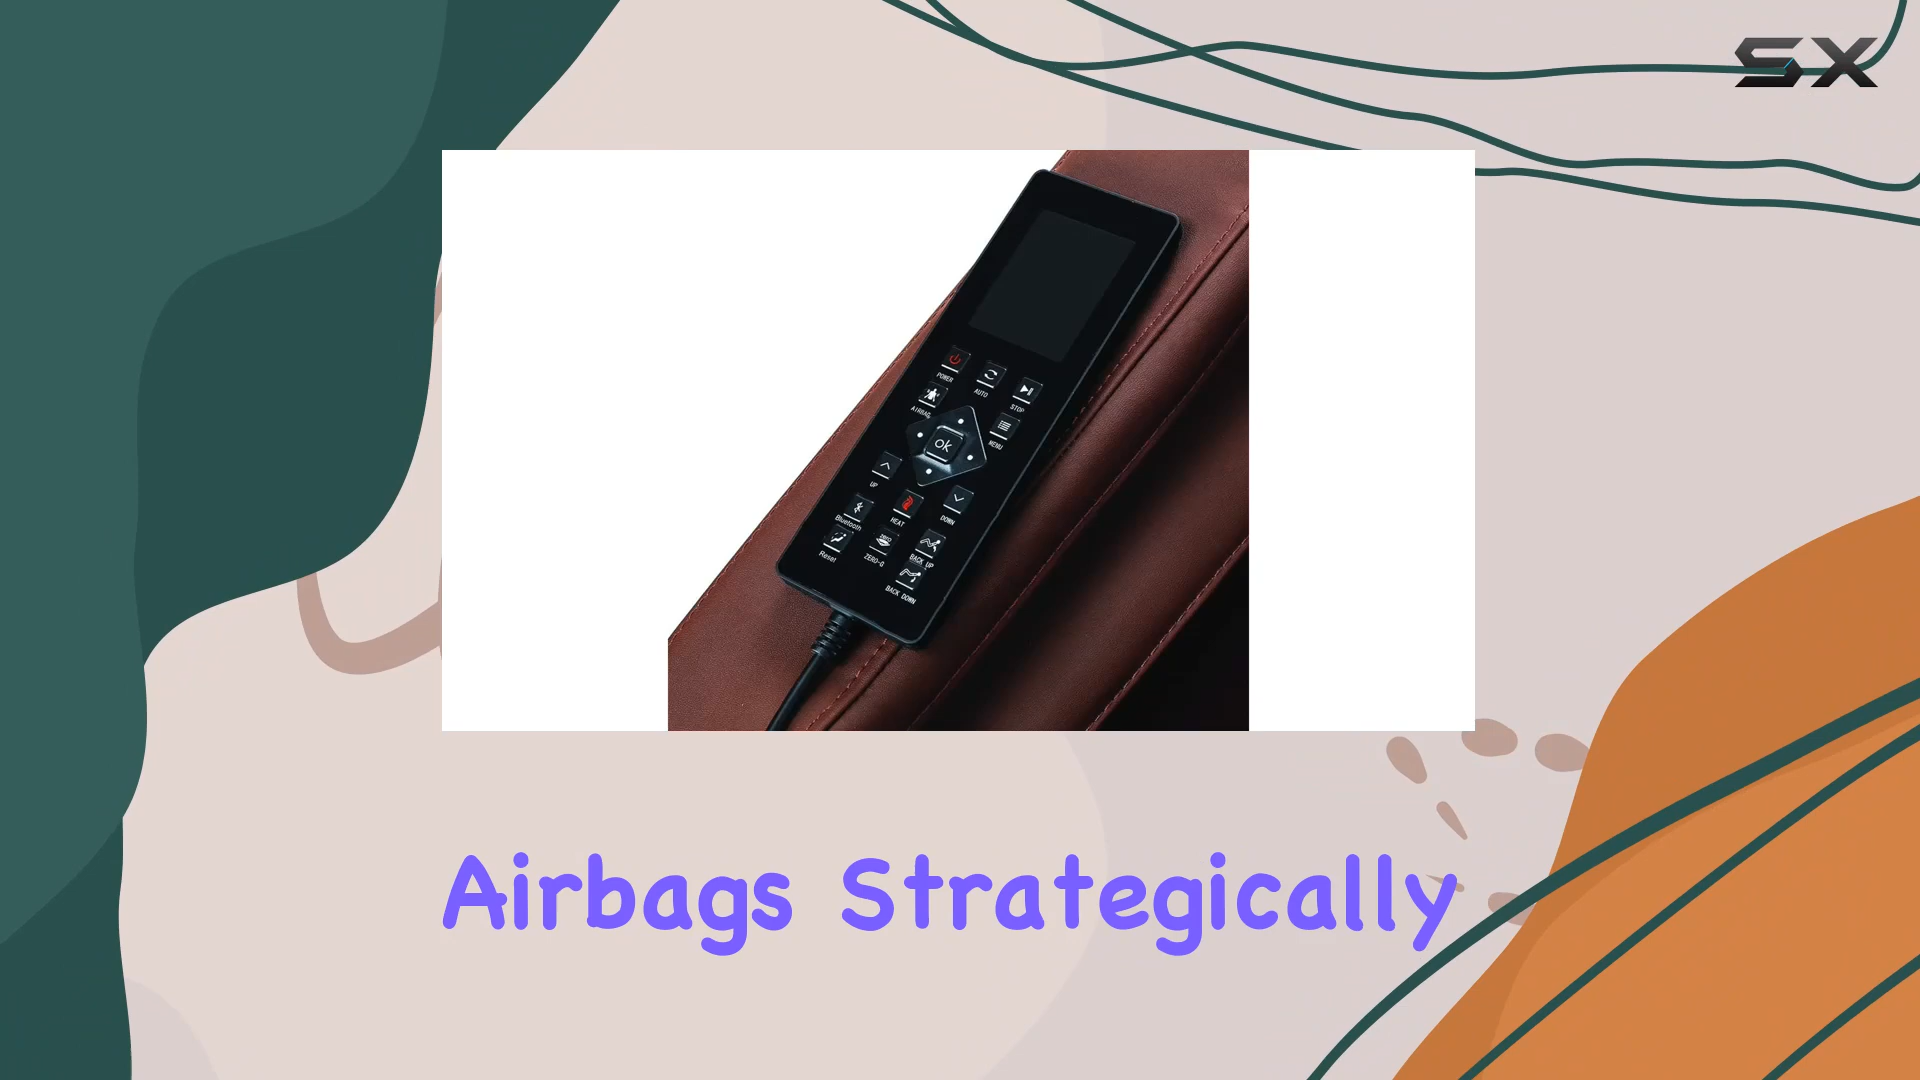 SX
POWER
AUTO
STOP
AIRBAG
MENU
ok
UP
DOWN
HEAT
Bluetooth
Reset
ZERO-G
BACK UP
BACK DOWN
Airbags Strategically